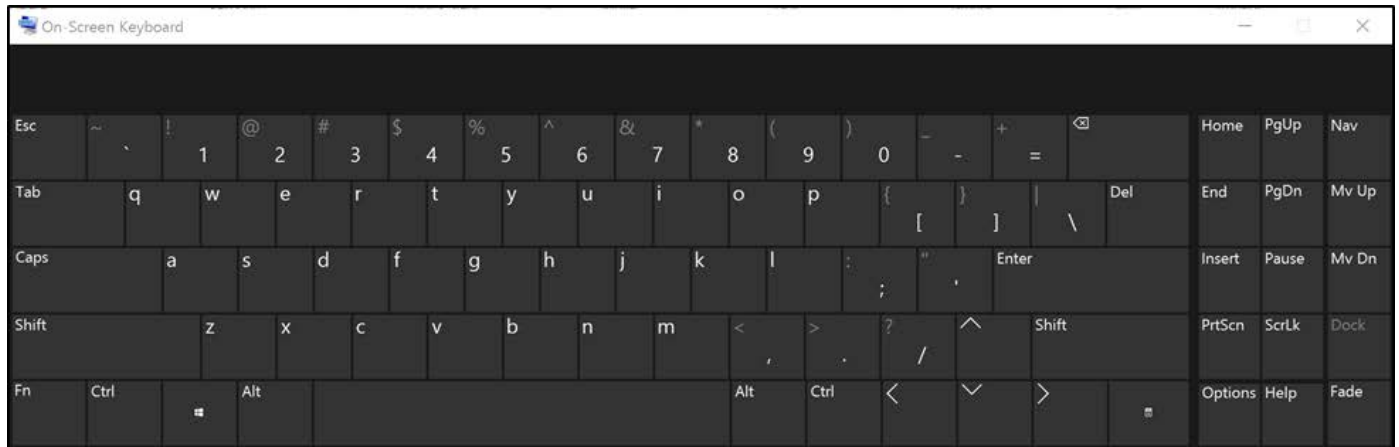 On-Screen Keyboard
Esc ~ ` ! 1 @ 2 # 3 $ 4 % 5 ^ 6 & 7 * 8 ( 9 ) 0 _ - + = Home PgUp Nav
Tab q w e r t y u i o p { [ } ] | \ Del End PgDn Mv Up
Caps a s d f g h j k l : ; " ' Enter Insert Pause Mv Dn
Shift z x c v b n m < , > . ? / Shift PrtScn ScrLk Dock
Fn Ctrl Alt Alt Ctrl Options Help Fade